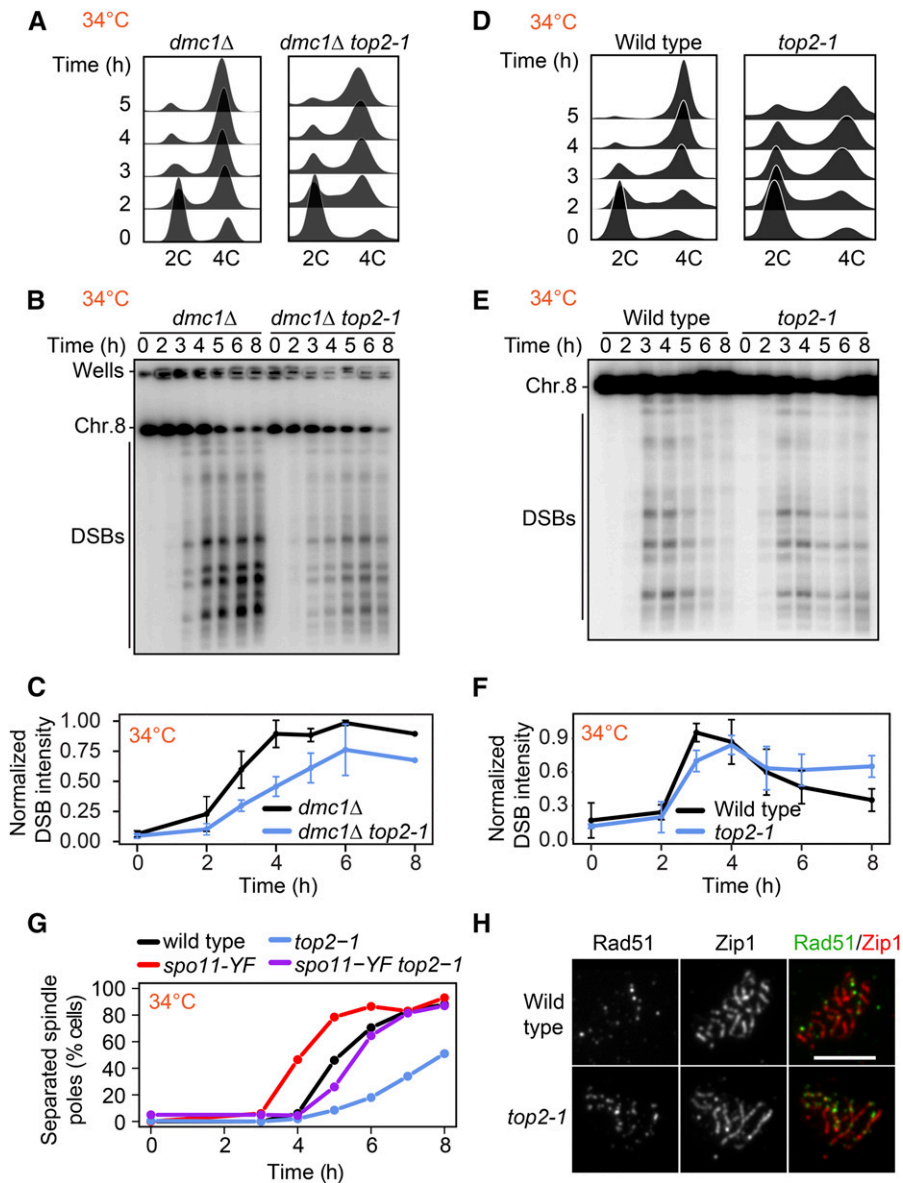 A
34°C
dmc1Δ
dmc1Δ top2-1
Time (h)
5
4
3
2
0
2C 4C
2C 4C
D
34°C
Wild type
top2-1
Time (h)
5
4
3
2
0
2C 4C
2C 4C
B
34°C
dmc1Δ
dmc1Δ top2-1
Time (h) 0 2 3 4 5 6 8 0 2 3 4 5 6 8
Wells
Chr.8
DSBs
E
34°C
Wild type
top2-1
Time (h) 0 2 3 4 5 6 8 0 2 3 4 5 6 8
Chr.8
DSBs
C
34°C
Normalized
DSB intensity
1.00
0.75
0.50
0.25
0.00
dmc1Δ
dmc1Δ top2-1
0 2 4 6 8
Time (h)
F
34°C
Normalized
DSB intensity
0.9
0.6
0.3
0.0
Wild type
top2-1
0 2 4 6 8
Time (h)
G
wild type
top2-1
spo11-YF
spo11-YF top2-1
34°C
Separated spindle
poles (% cells)
100
80
60
40
20
0
0 2 4 6 8
Time (h)
H
Rad51
Zip1
Rad51/Zip1
Wild
type
top2-1